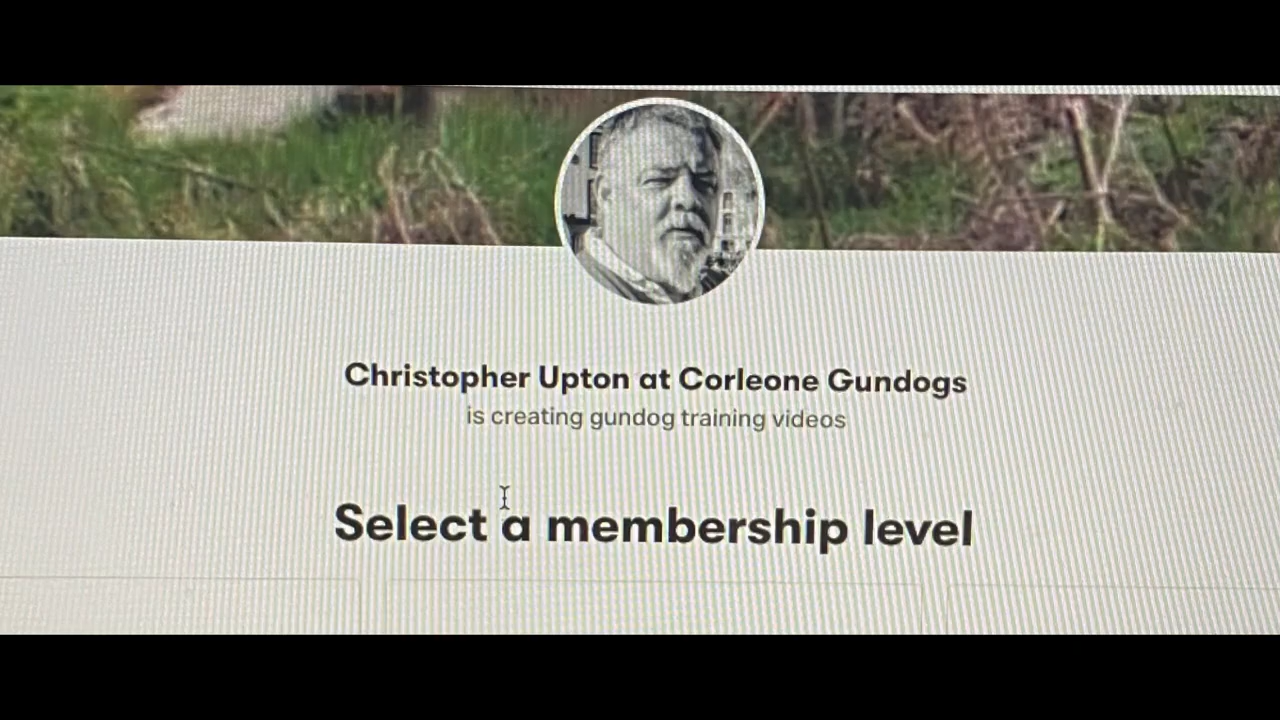 Christopher Upton at Corleone Gundogs
is creating gundog training videos
Select a membership level